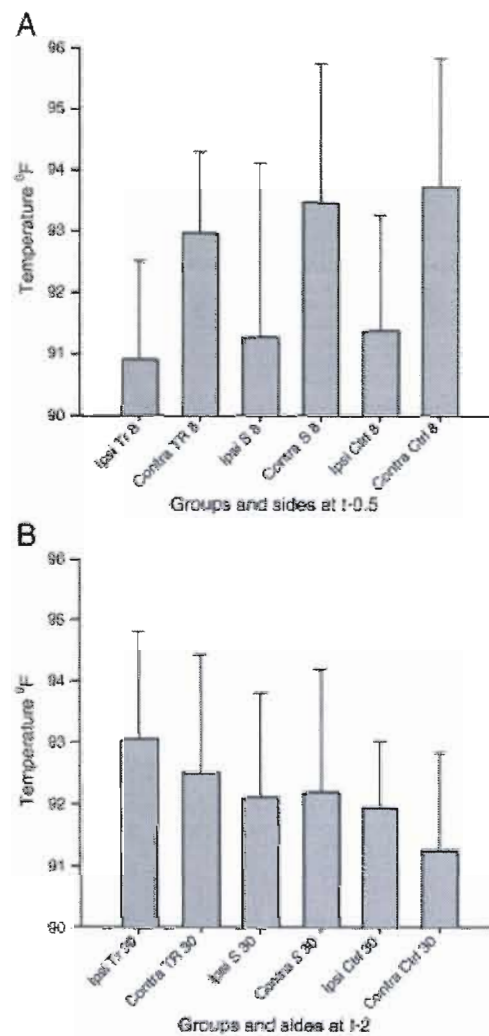 A
96
95
94
93
92
91
90
Temperature ⁰F
Ipsi Tr 8
Contra TR 8
Ipsi S 8
Contra S 8
Ipsi Ctrl 8
Contra Ctrl 8
Groups and sides at t-0.5
B
96
95
94
93
92
91
90
Temperature ⁰F
Ipsi Tr 30
Contra TR 30
Ipsi S 30
Contra S 30
Ipsi Ctrl 30
Contra Ctrl 30
Groups and sides at t-2